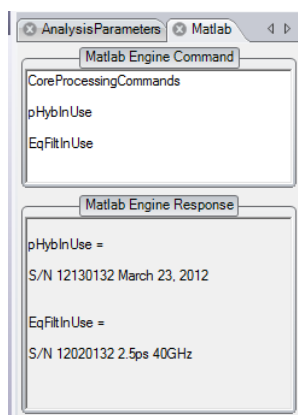 AnalysisParameters Matlab
Matlab Engine Command
CoreProcessingCommands
pHybInUse
EqFiltInUse
Matlab Engine Response
pHybInUse =
S/N 12130132 March 23, 2012
EqFiltInUse =
S/N 12020132 2.5ps 40GHz